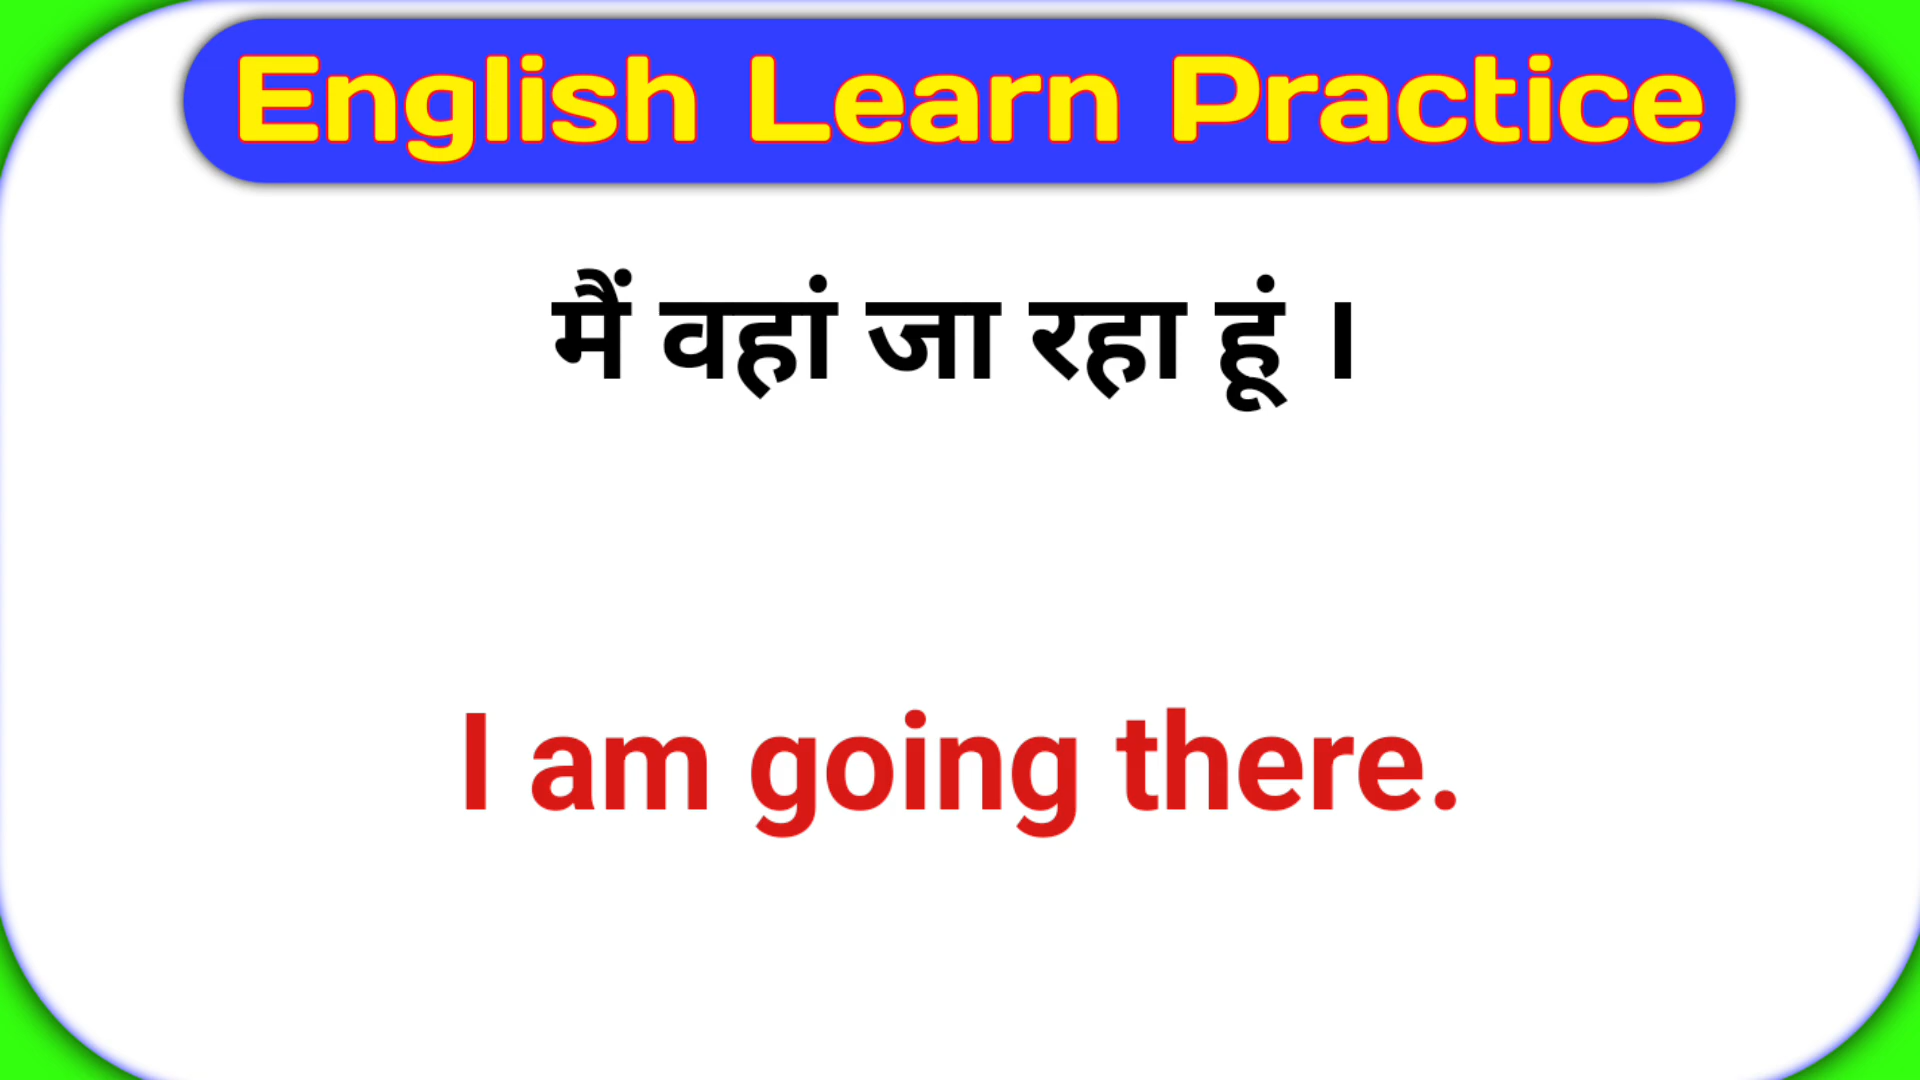 English Learn Practice
मैं वहां जा रहा हूं ।
I am going there.